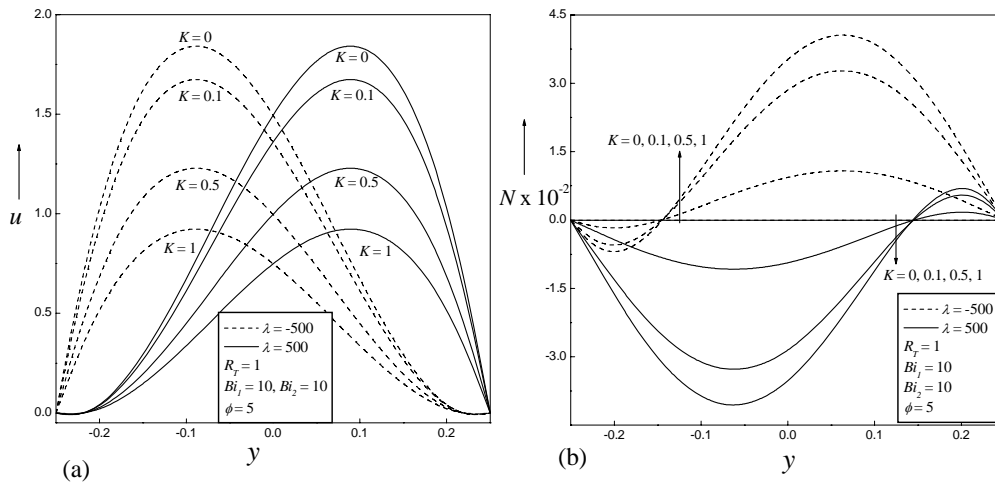 2.0
1.5
1.0
0.5
0.0
u
-0.2
-0.1
0.0
0.1
0.2
y
(a)
K = 0
K = 0.1
K = 0.5
K = 1
K = 0
K = 0.1
K = 0.5
K = 1
λ = -500
λ = 500
R_T = 1
Bi_1 = 10, Bi_2 = 10
ϕ = 5
4.5
3.0
1.5
0.0
-1.5
-3.0
N x 10^-2
-0.2
-0.1
0.0
0.1
0.2
y
(b)
K = 0, 0.1, 0.5, 1
K = 0, 0.1, 0.5, 1
λ = -500
λ = 500
R_T = 1
Bi_1 = 10
Bi_2 = 10
ϕ = 5